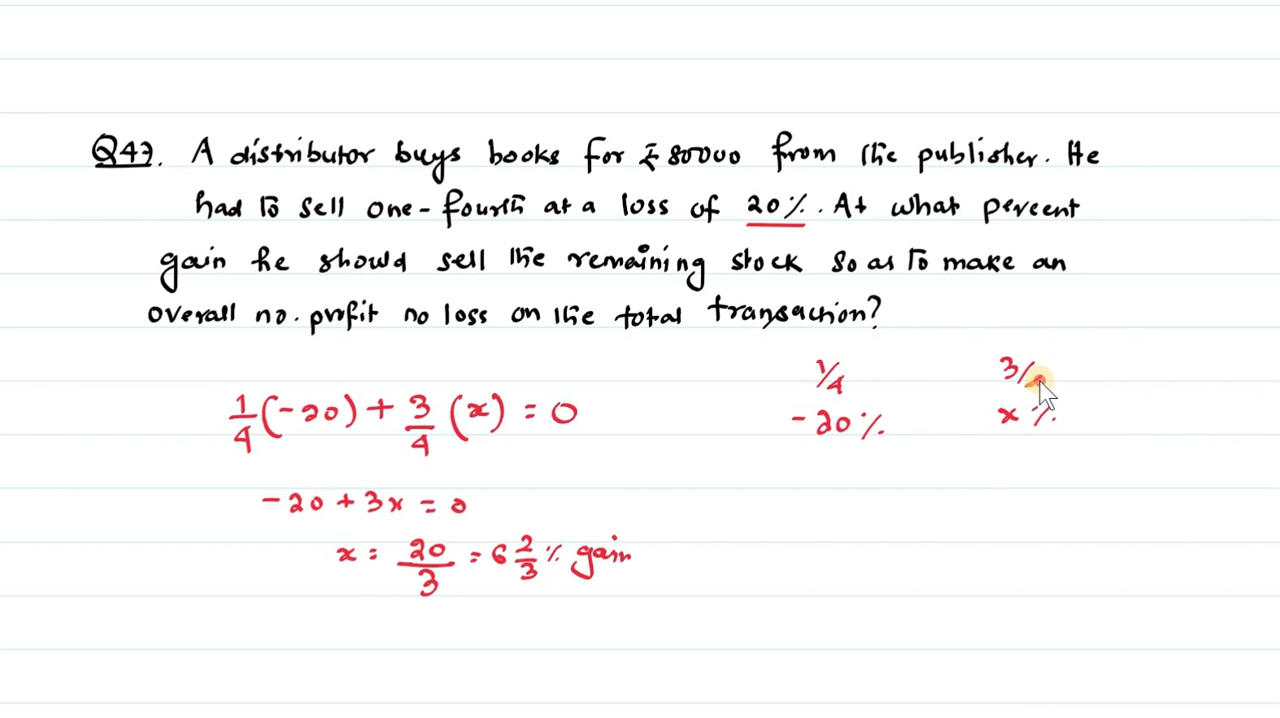 Q47. A distributor buys books for ₹80000 from the publisher. He
had to sell one-fourth at a loss of 20%. At what percent
gain he should sell the remaining stock so as to make an
overall no. profit no loss on the total transaction?
1/4 3/
1/4 (-20) + 3/4 (x) = 0
-20% x%
-20 + 3x = 0
x = 20/3 = 6 2/3 % gain